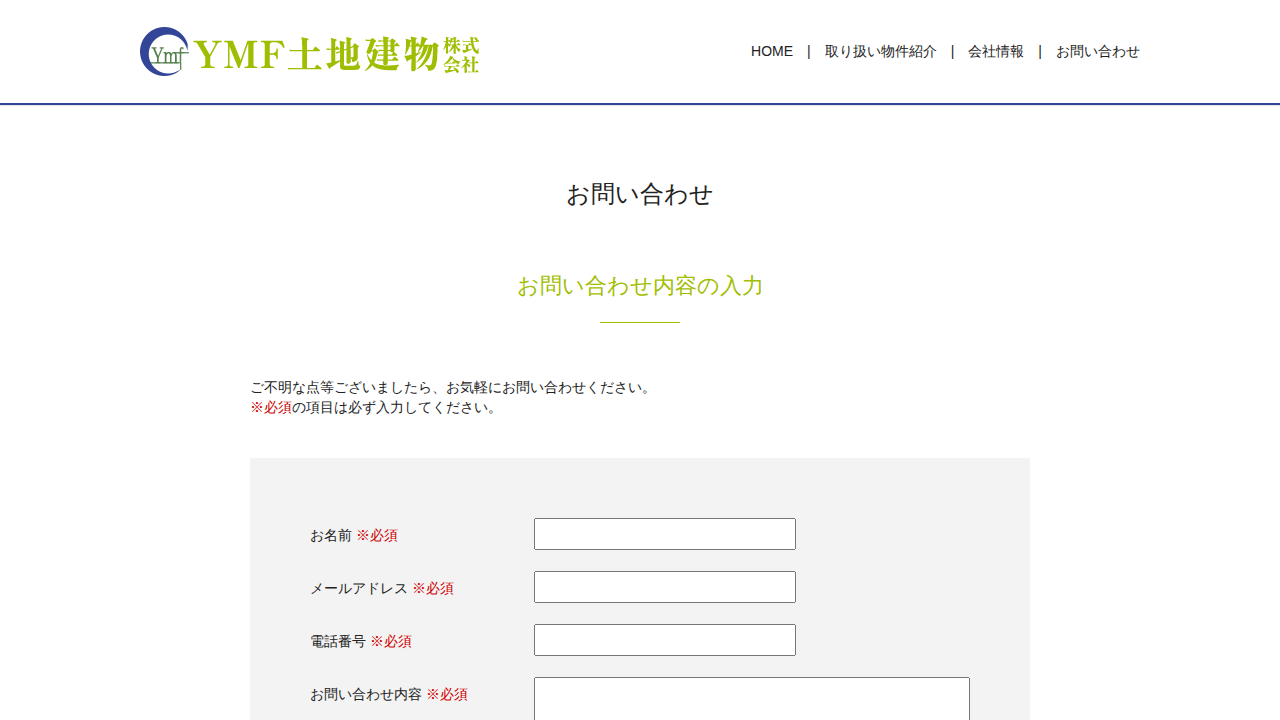 Ymf YMF土地建物株式会社
HOME | 取り扱い物件紹介 | 会社情報 | お問い合わせ
お問い合わせ
お問い合わせ内容の入力
ご不明な点等ございましたら、お気軽にお問い合わせください。
※必須の項目は必ず入力してください。
お名前 ※必須
メールアドレス ※必須
電話番号 ※必須
お問い合わせ内容 ※必須